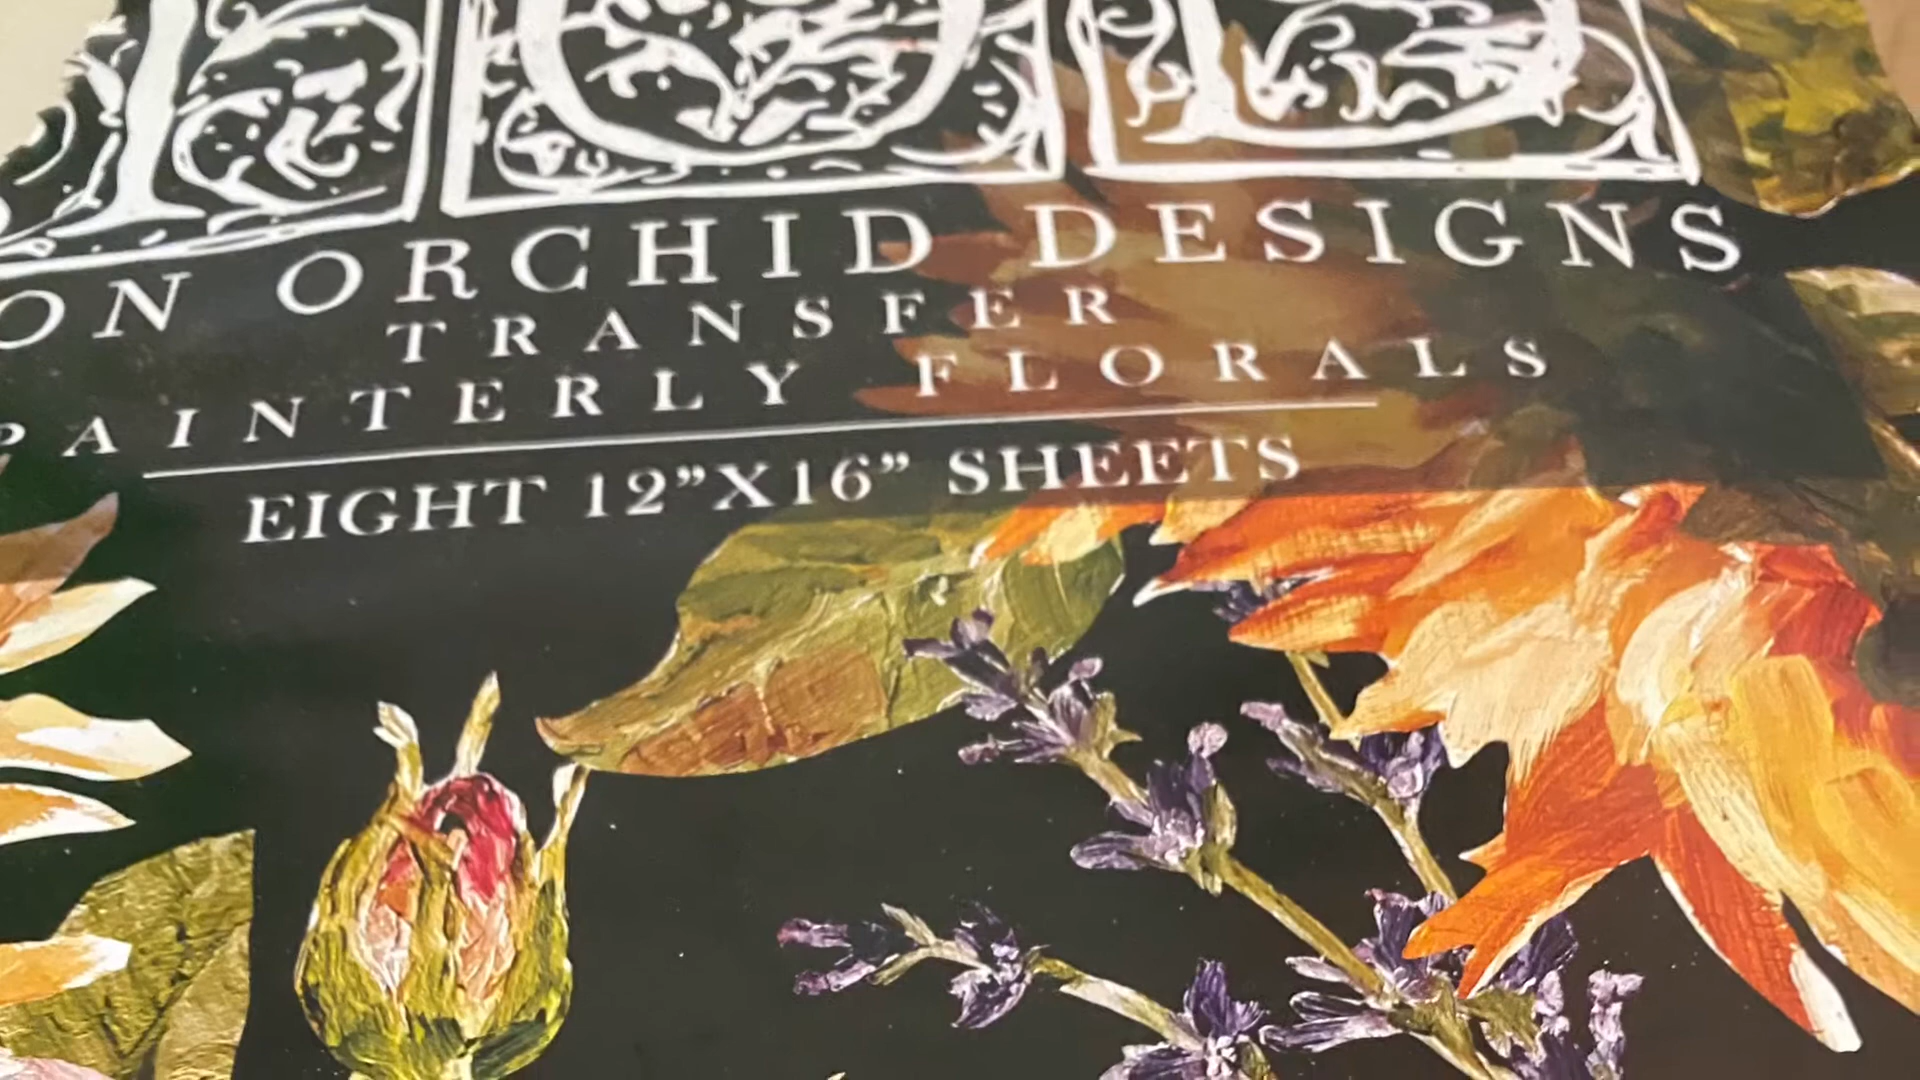 ON ORCHID DESIGNS
TRANSFER
PAINTERLY FLORALS
EIGHT 12”X16” SHEETS